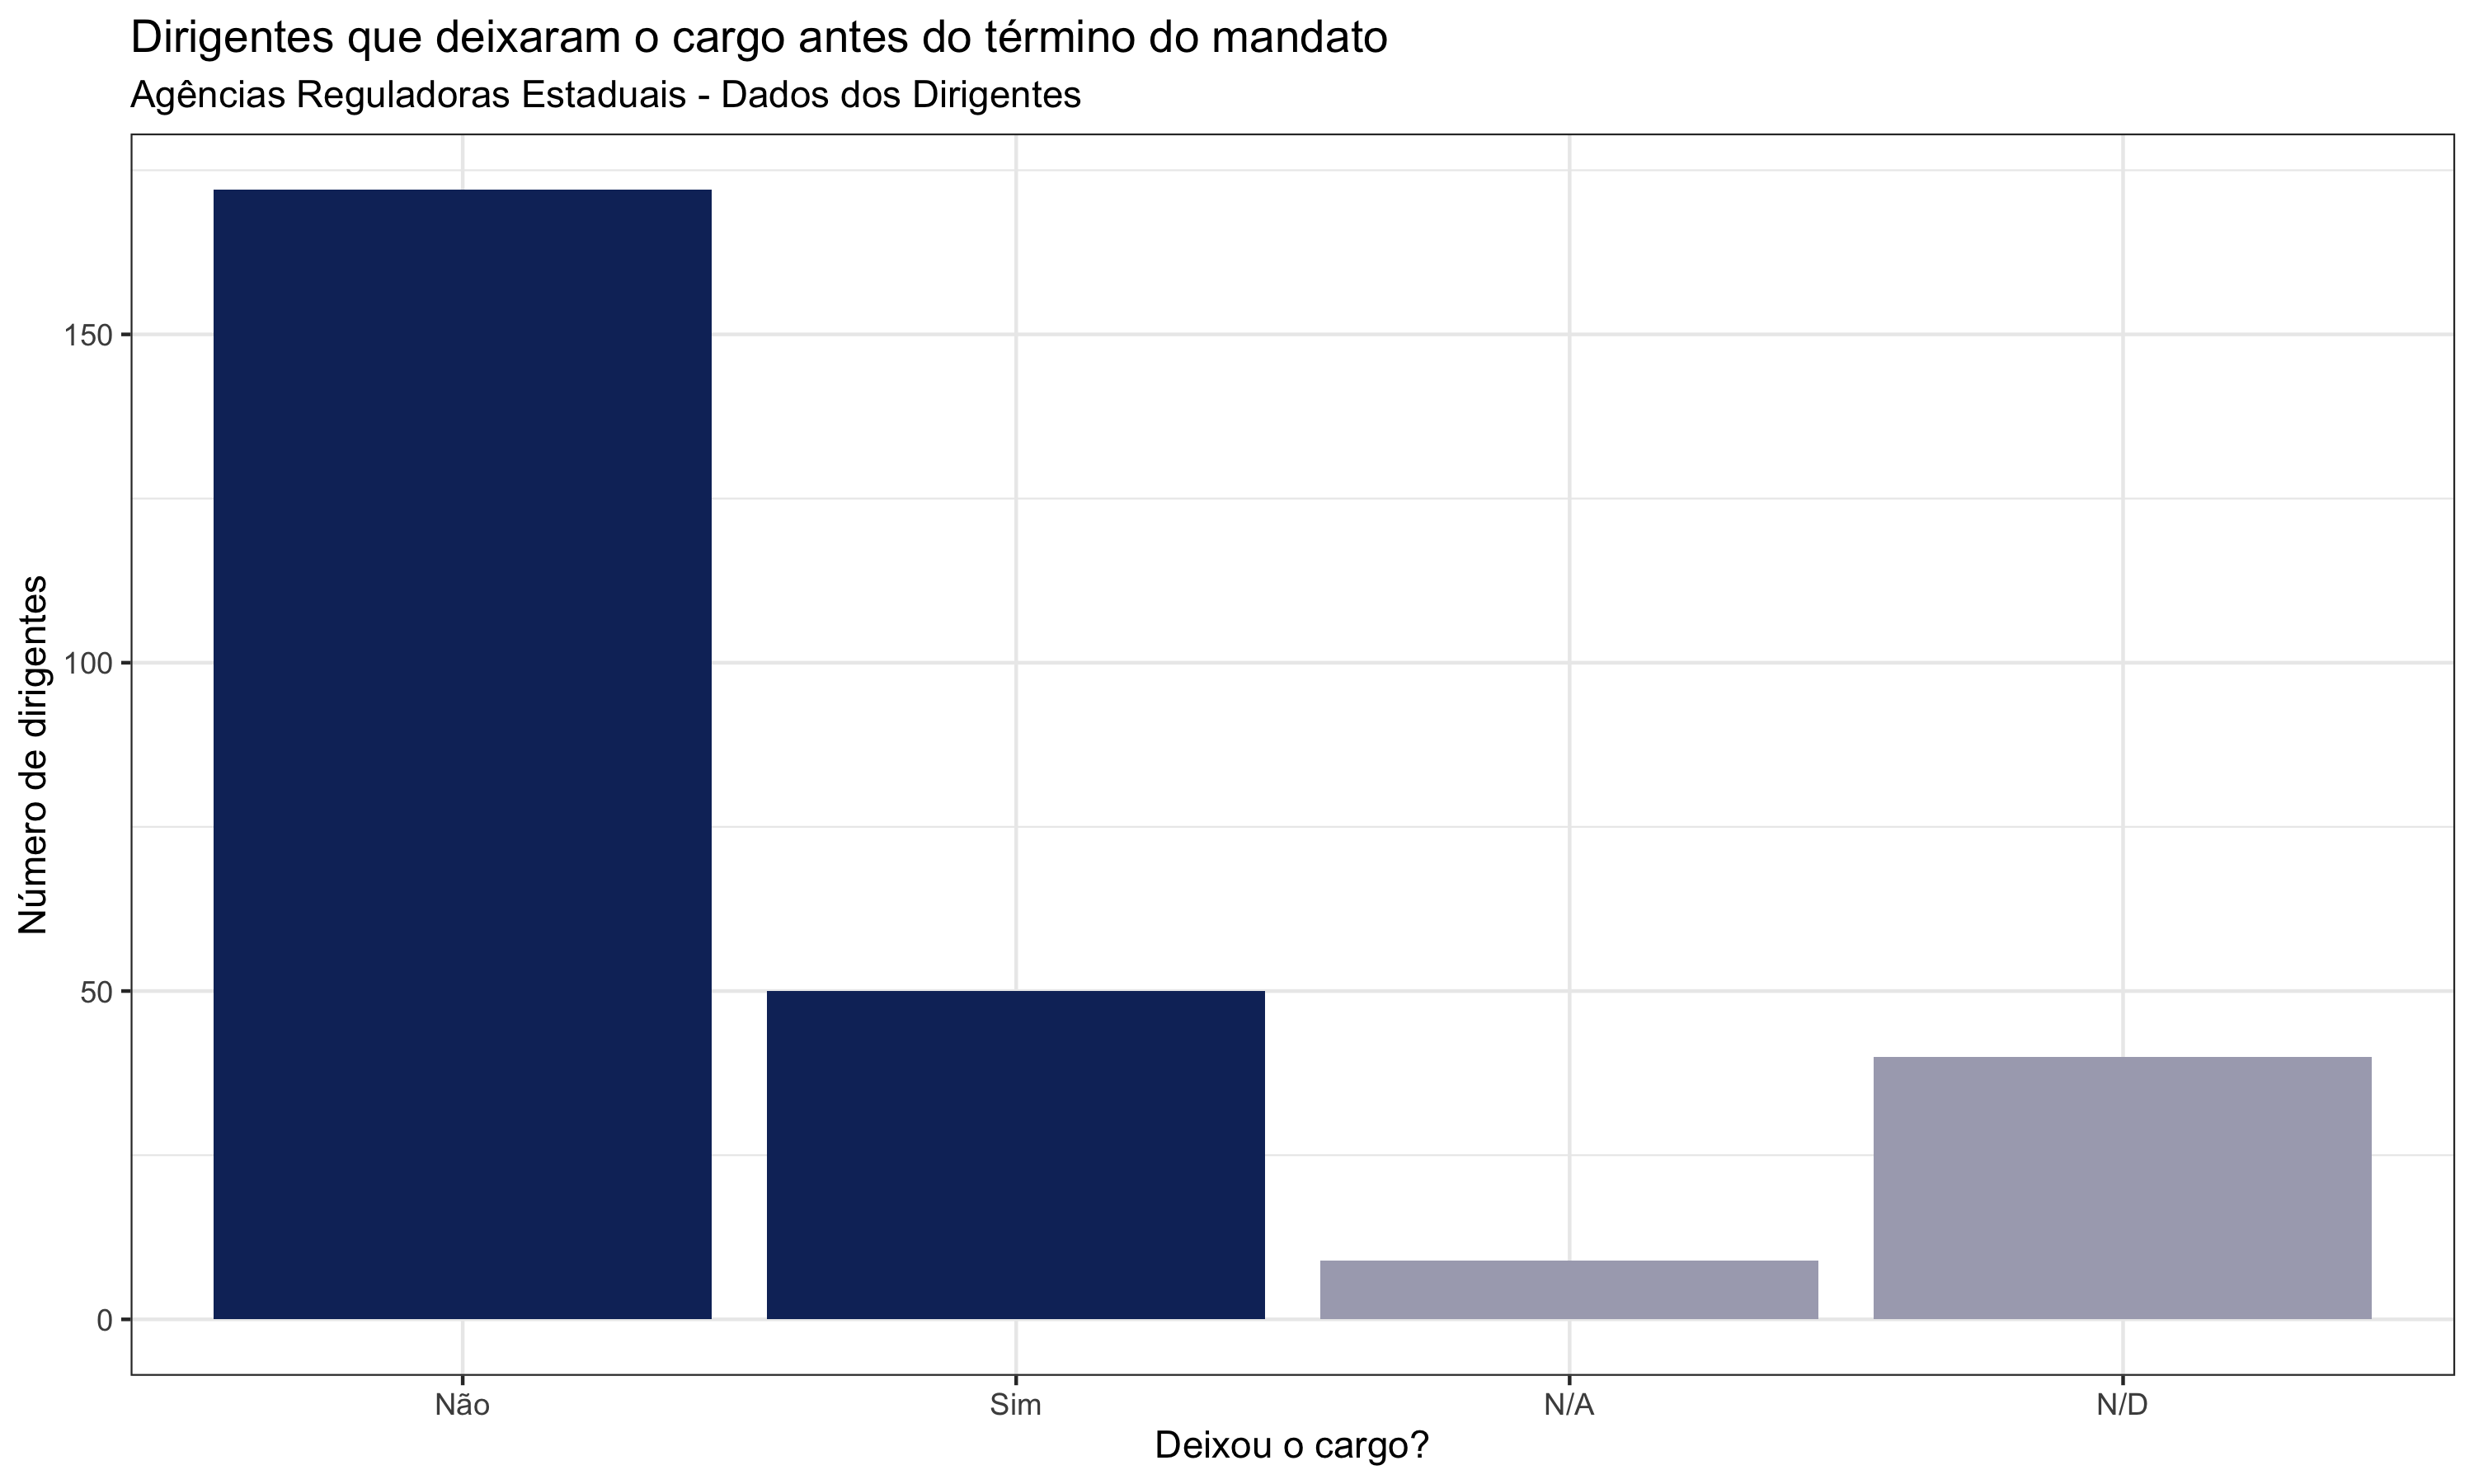 Dirigentes que deixaram o cargo antes do término do mandato
Agências Reguladoras Estaduais - Dados dos Dirigentes
Número de dirigentes
150
100
50
0
Não
Sim
N/A
N/D
Deixou o cargo?